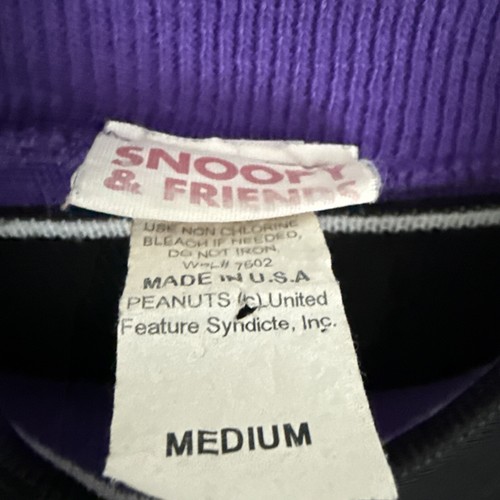 SNOOPY
& FRIENDS
USE NON CHLORINE
BLEACH IF NEEDED,
DO NOT IRON.
7602
MADE IN U.S.A
PEANUTS (c) United
Feature Syndicte, Inc.
MEDIUM